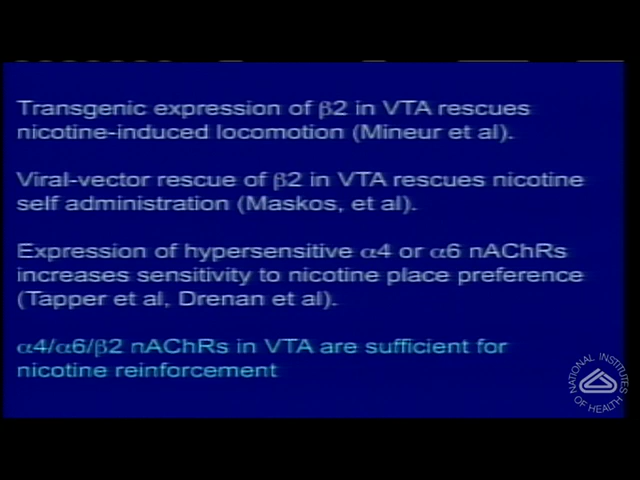 Transgenic expression of β2 in VTA rescues
nicotine-induced locomotion (Mineur et al).
Viral-vector rescue of β2 in VTA rescues nicotine
self administration (Maskos, et al).
Expression of hypersensitive α4 or α6 nAChRs
increases sensitivity to nicotine place preference
(Tapper et al, Drenan et al).
α4/α6/β2 nAChRs in VTA are sufficient for
nicotine reinforcement
NATIONAL INSTITUTES
OF HEALTH